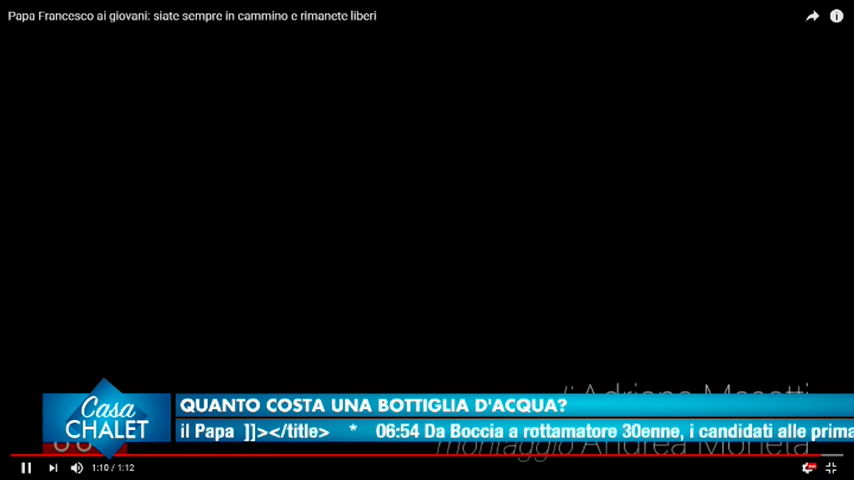 Papa Francesco ai giovani: siate sempre in cammino e rimanete liberi
Casa
CHALET
QUANTO COSTA UNA BOTTIGLIA D'ACQUA?
il Papa ]]></title> * 06:54 Da Boccia a rottamatore 30enne, i candidati alle prima
montaggio Andrea Moneta
1:10 / 1:12